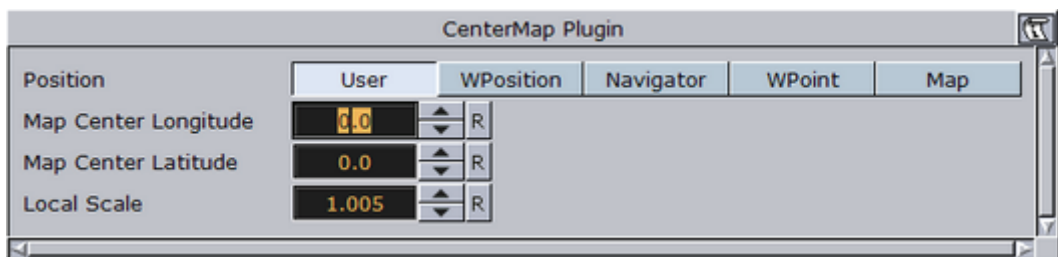 CenterMap Plugin
Position User WPosition Navigator WPoint Map
Map Center Longitude 0.0 R
Map Center Latitude 0.0 R
Local Scale 1.005 R